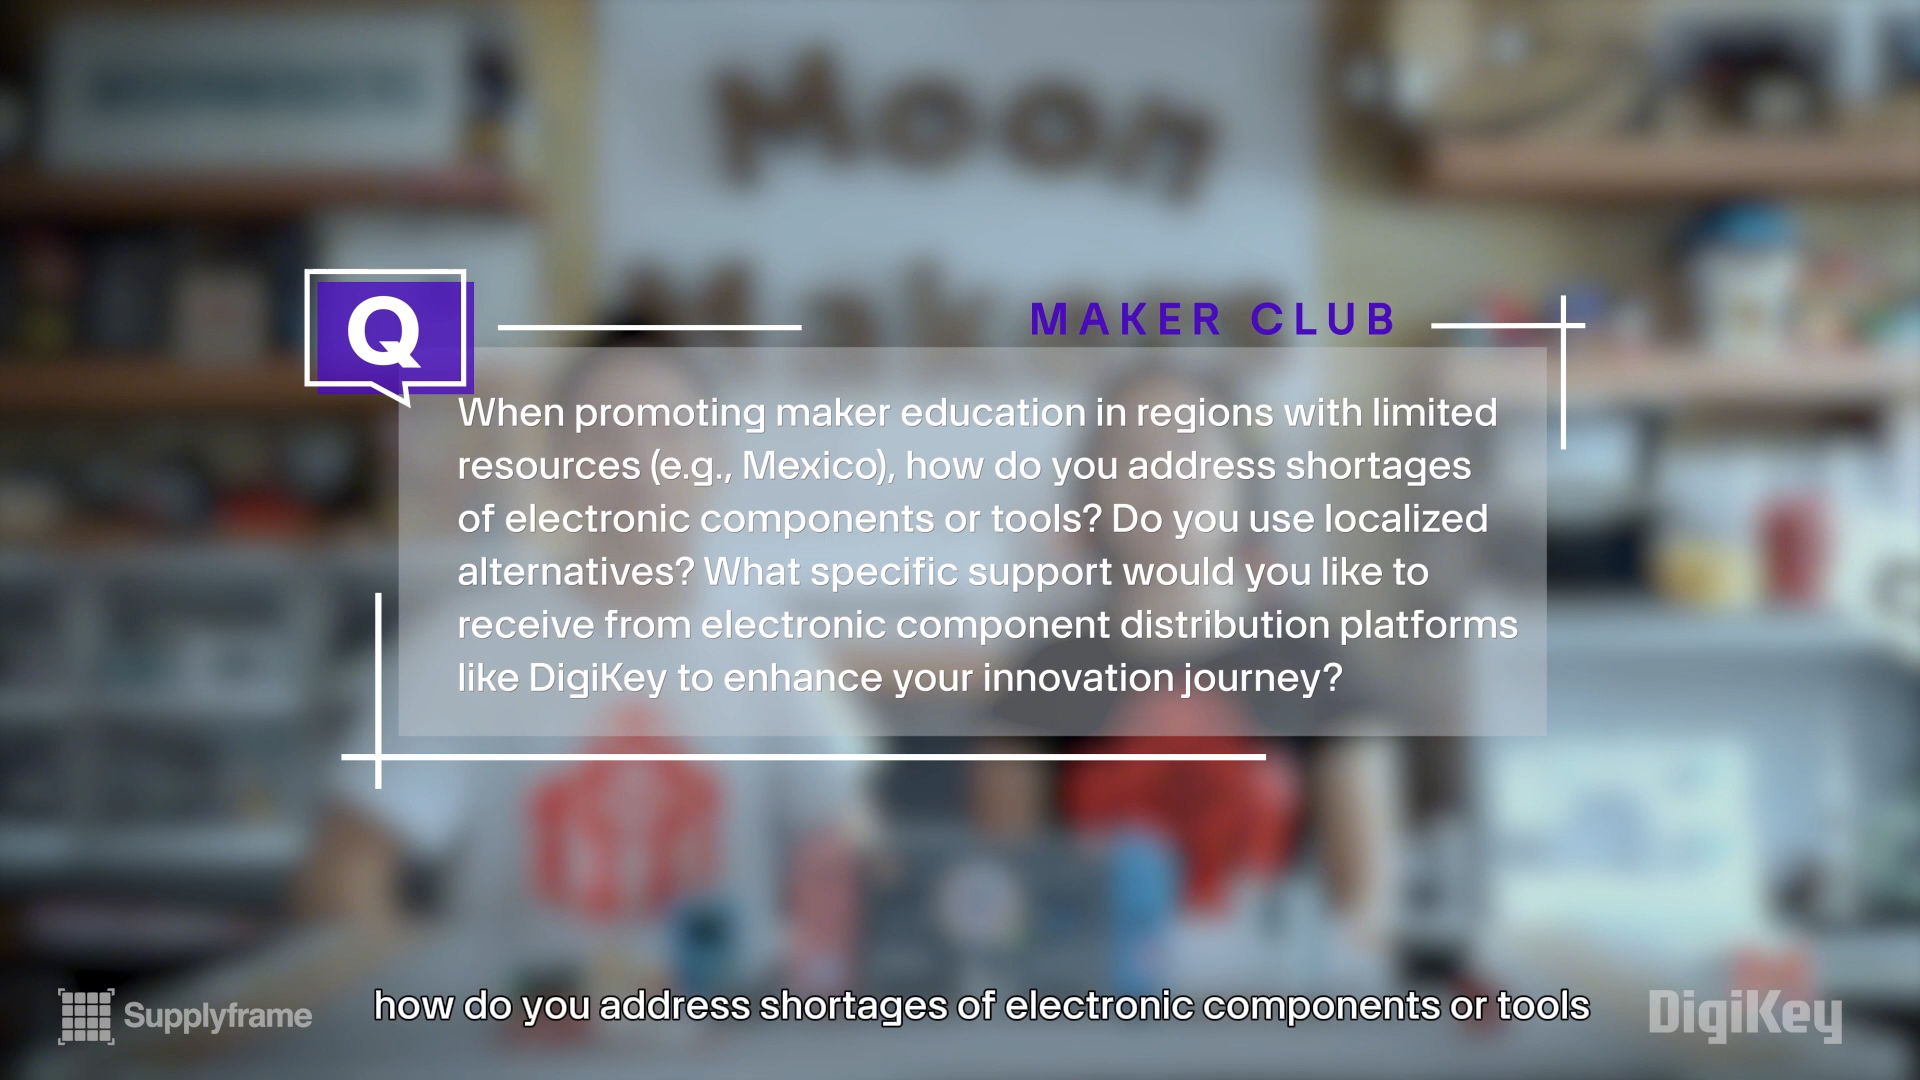 Moon
Maker
Q
MAKER CLUB
When promoting maker education in regions with limited
resources (e.g., Mexico), how do you address shortages
of electronic components or tools? Do you use localized
alternatives? What specific support would you like to
receive from electronic component distribution platforms
like DigiKey to enhance your innovation journey?
how do you address shortages of electronic components or tools
Supplyframe
DigiKey